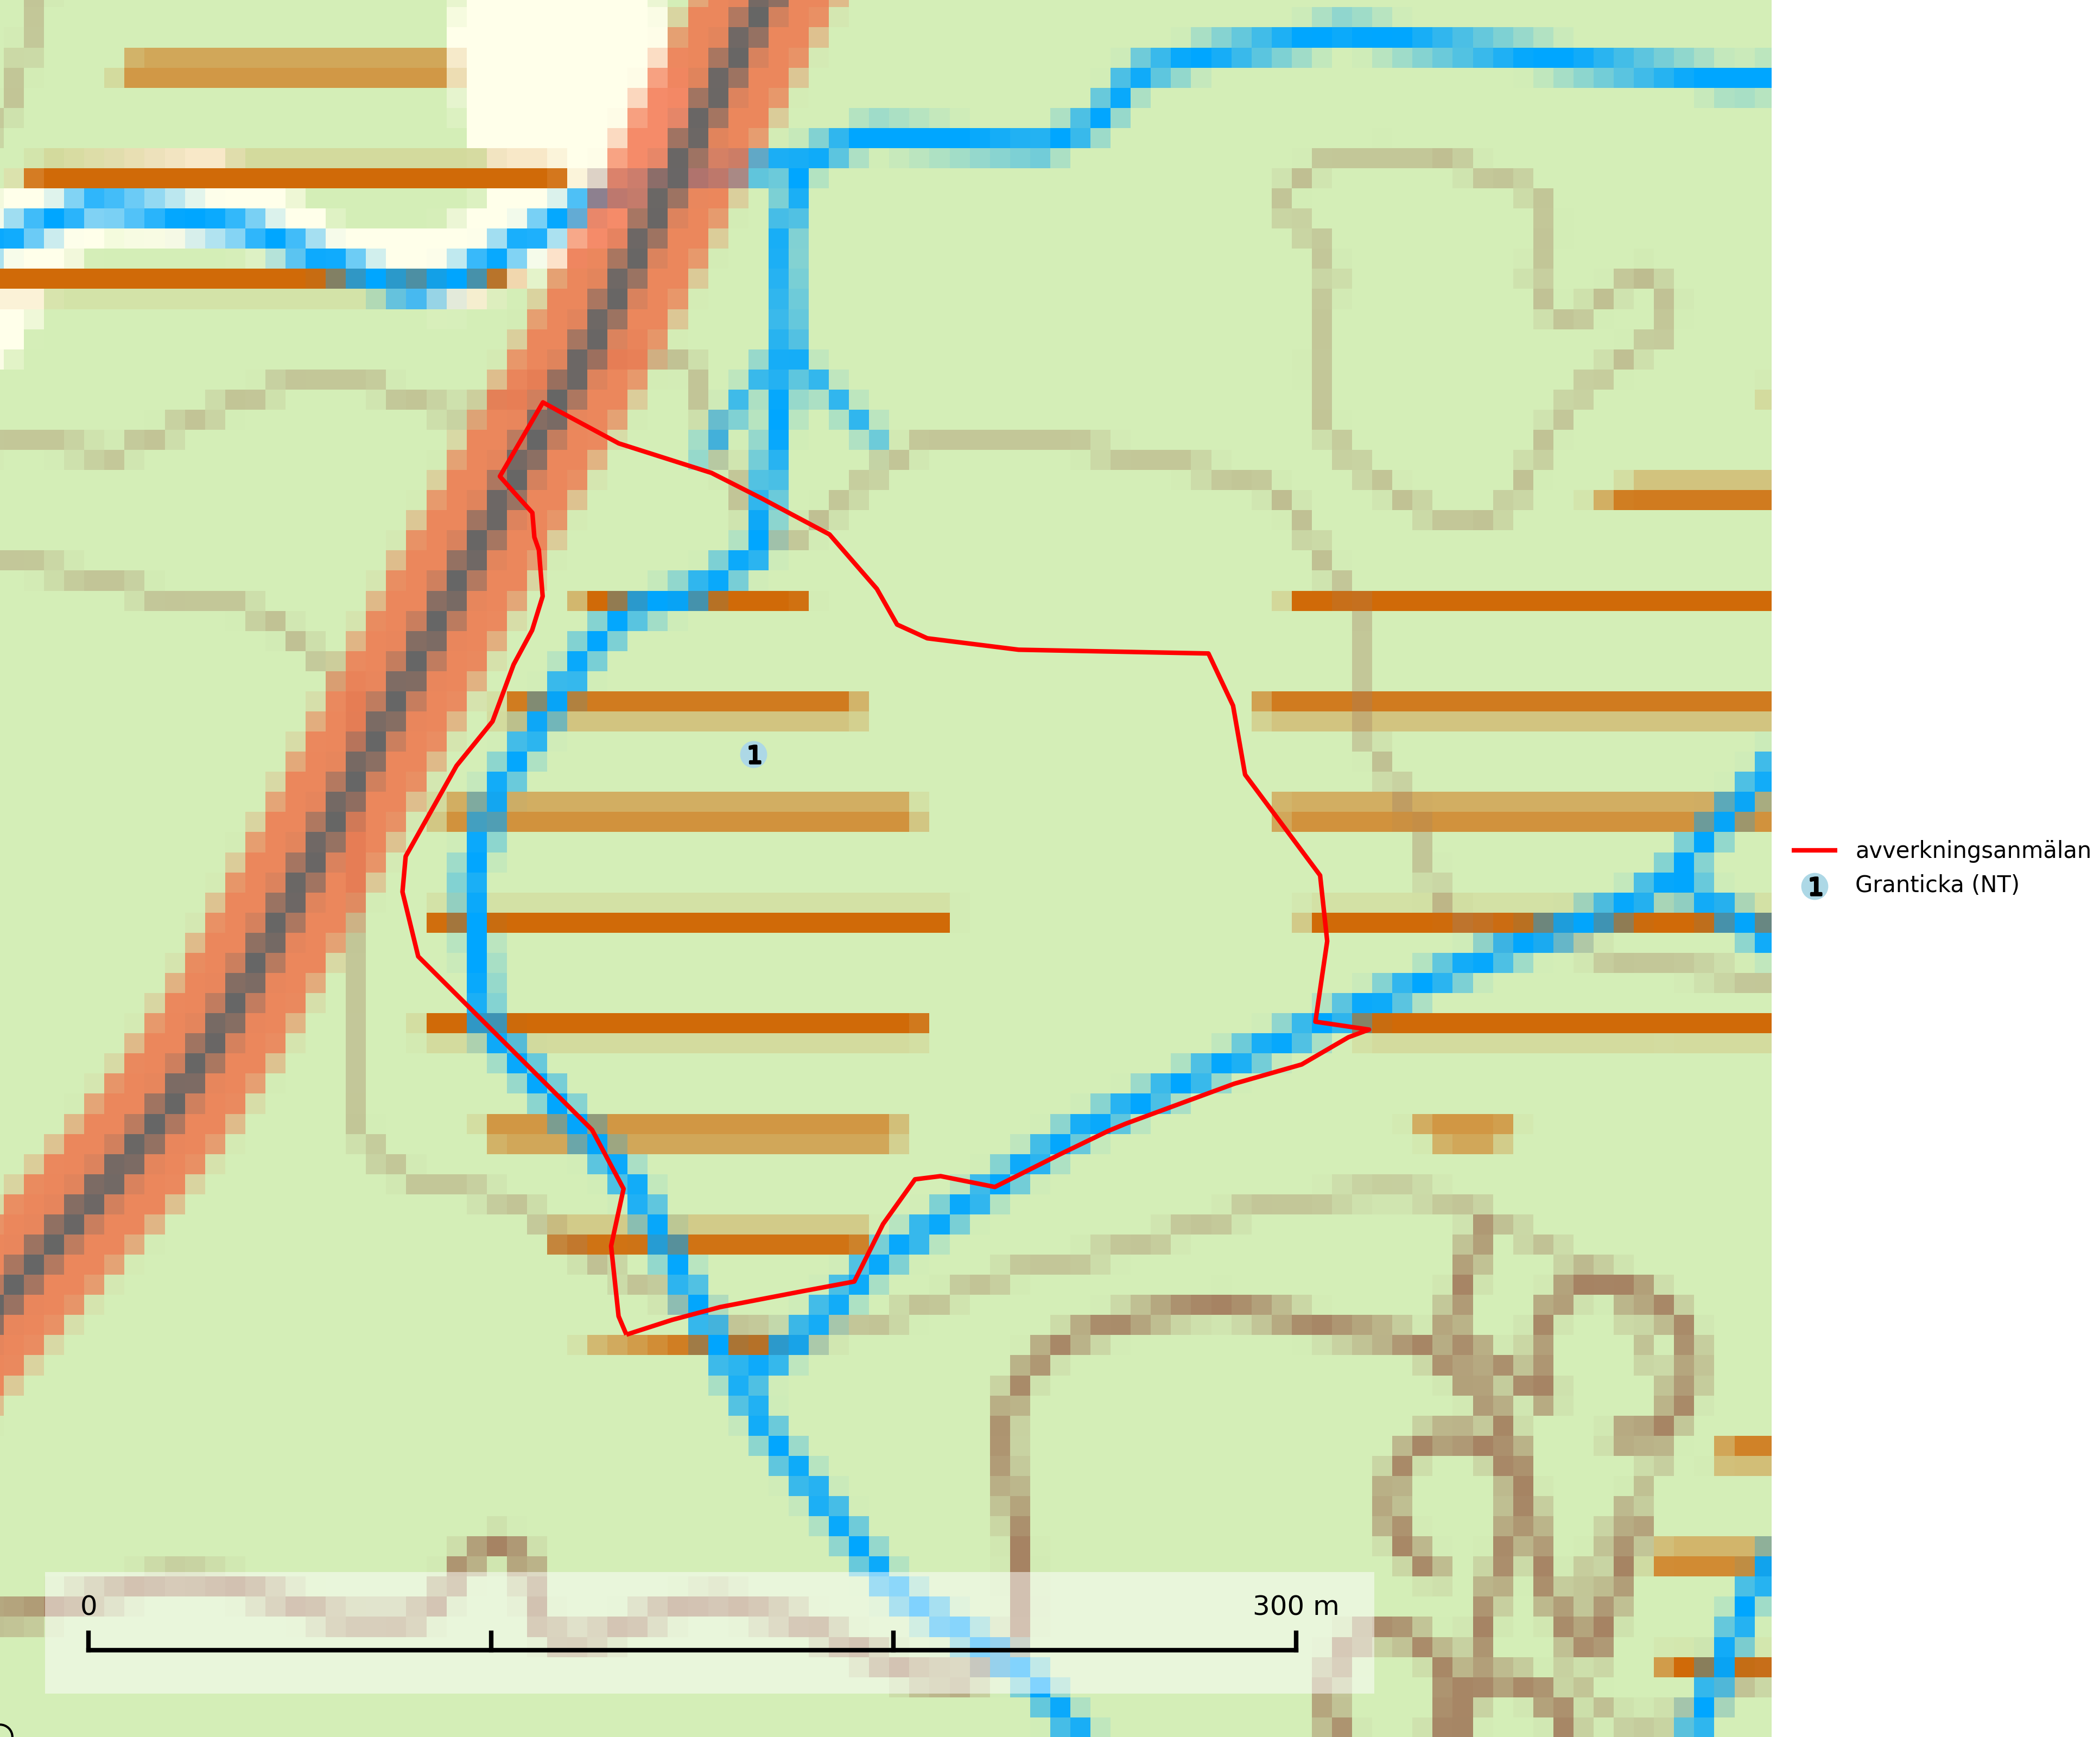 1
avverkningsanmälan
1 Granticka (NT)
0 300 m